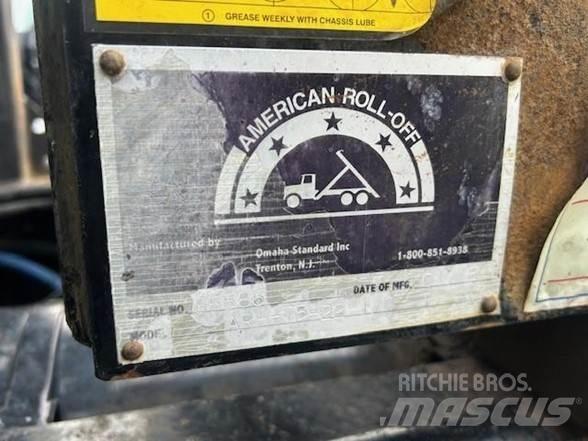 ① GREASE WEEKLY WITH CHASSIS LUBE
AMERICAN ROLL-OFF
Manufactured by
Omaha Standard Inc
Trenton, N.J.
1-800-851-8938
SERIAL NO.
DATE OF MFG.
MODEL
RITCHIE BROS.
MASCUS